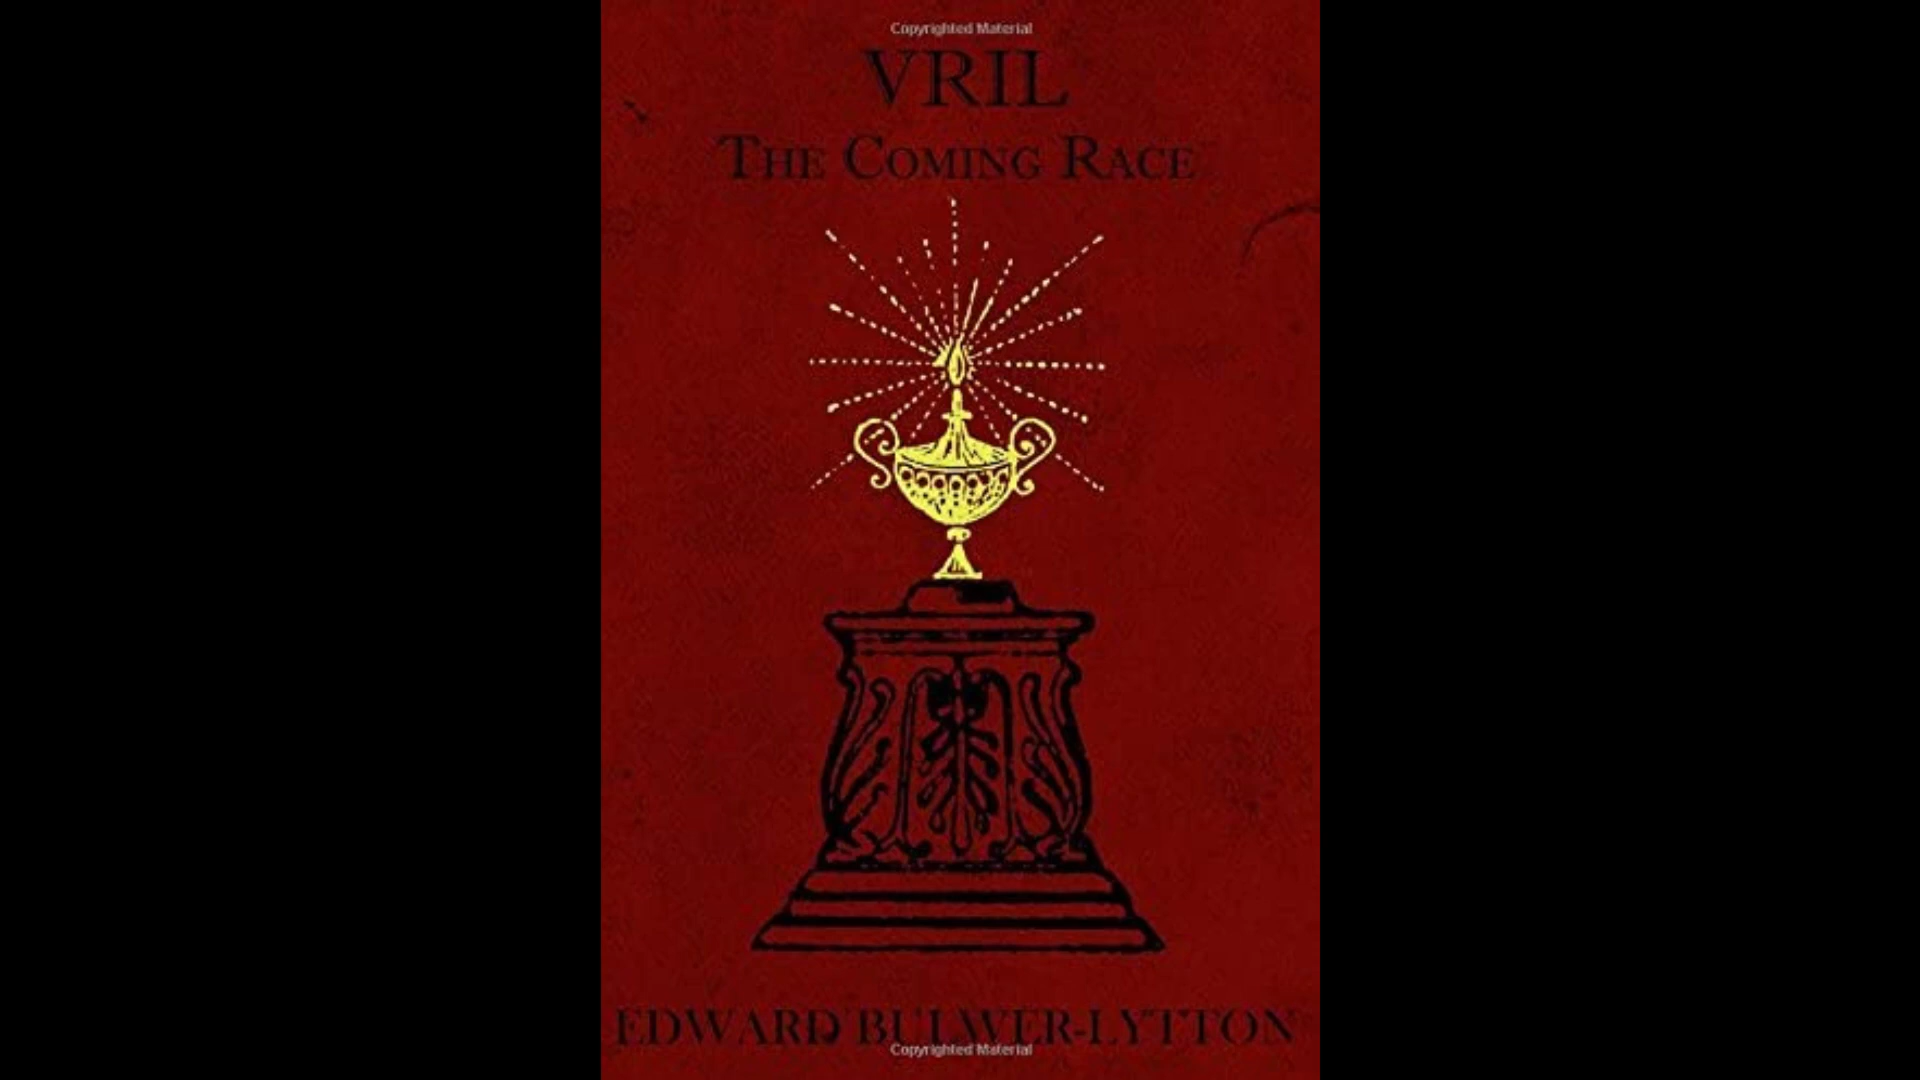 Copyrighted Material
VRIL
THE COMING RACE
EDWARD BULWER-LYTTON
Copyrighted Material